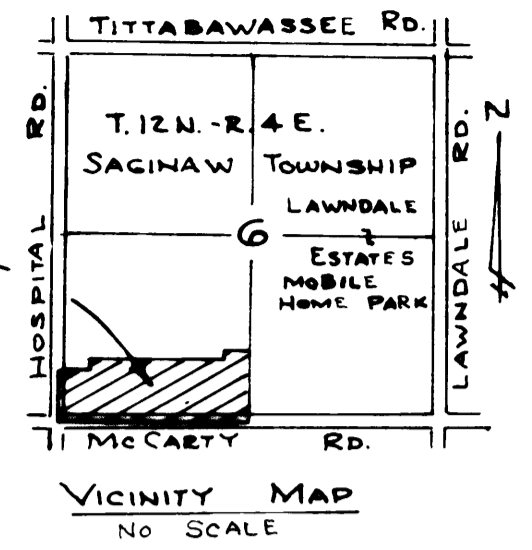 TITTABAWASSEE RD.
T. 12 N. - R. 4 E.
SAGINAW TOWNSHIP
LAWNDALE
ESTATES
MOBILE
HOME PARK
6
HOSPITAL RD.
LAWNDALE RD.
N
McCARTY RD.
VICINITY MAP
NO SCALE